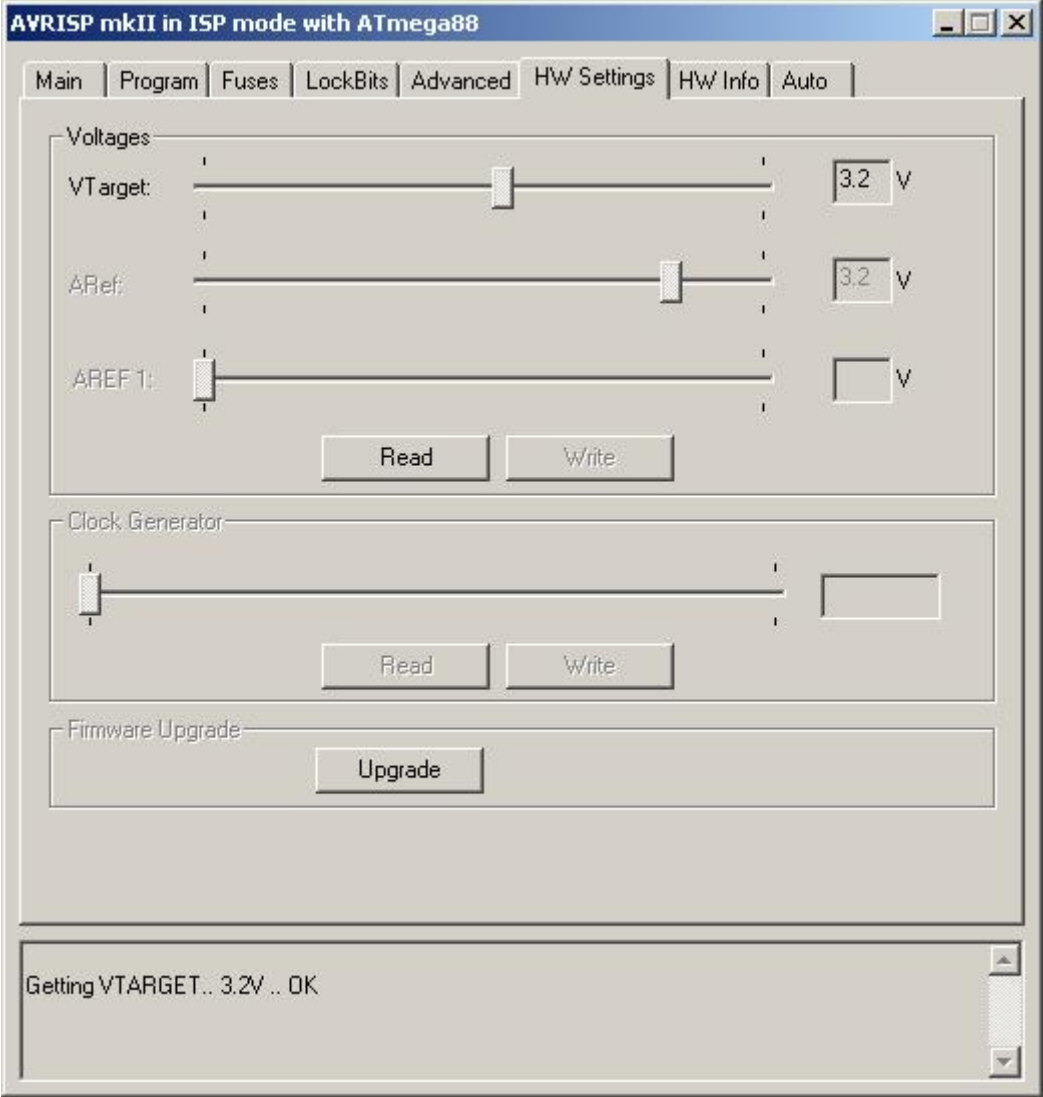 AVRISP mkII in ISP mode with ATmega88
Main Program Fuses LockBits Advanced HW Settings HW Info Auto
Voltages
VTarget: 3.2 V
ARef: 3.2 V
AREF 1: V
Read Write
Clock Generator
Read Write
Firmware Upgrade
Upgrade
Getting VTARGET.. 3.2V .. OK